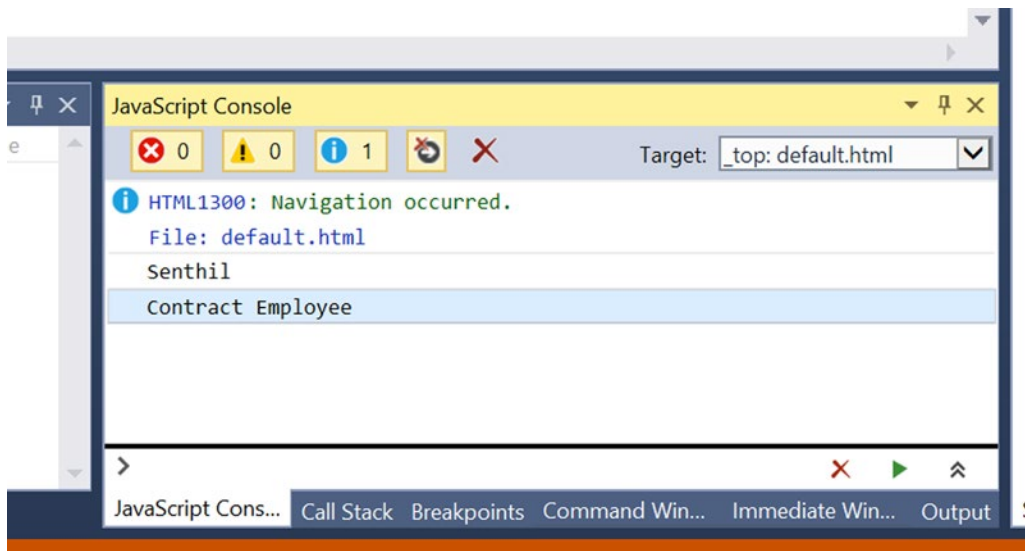 e
JavaScript Console
0 0 1 Target: _top: default.html
HTML1300: Navigation occurred.
File: default.html
Senthil
Contract Employee
>
JavaScript Cons... Call Stack Breakpoints Command Win... Immediate Win... Output